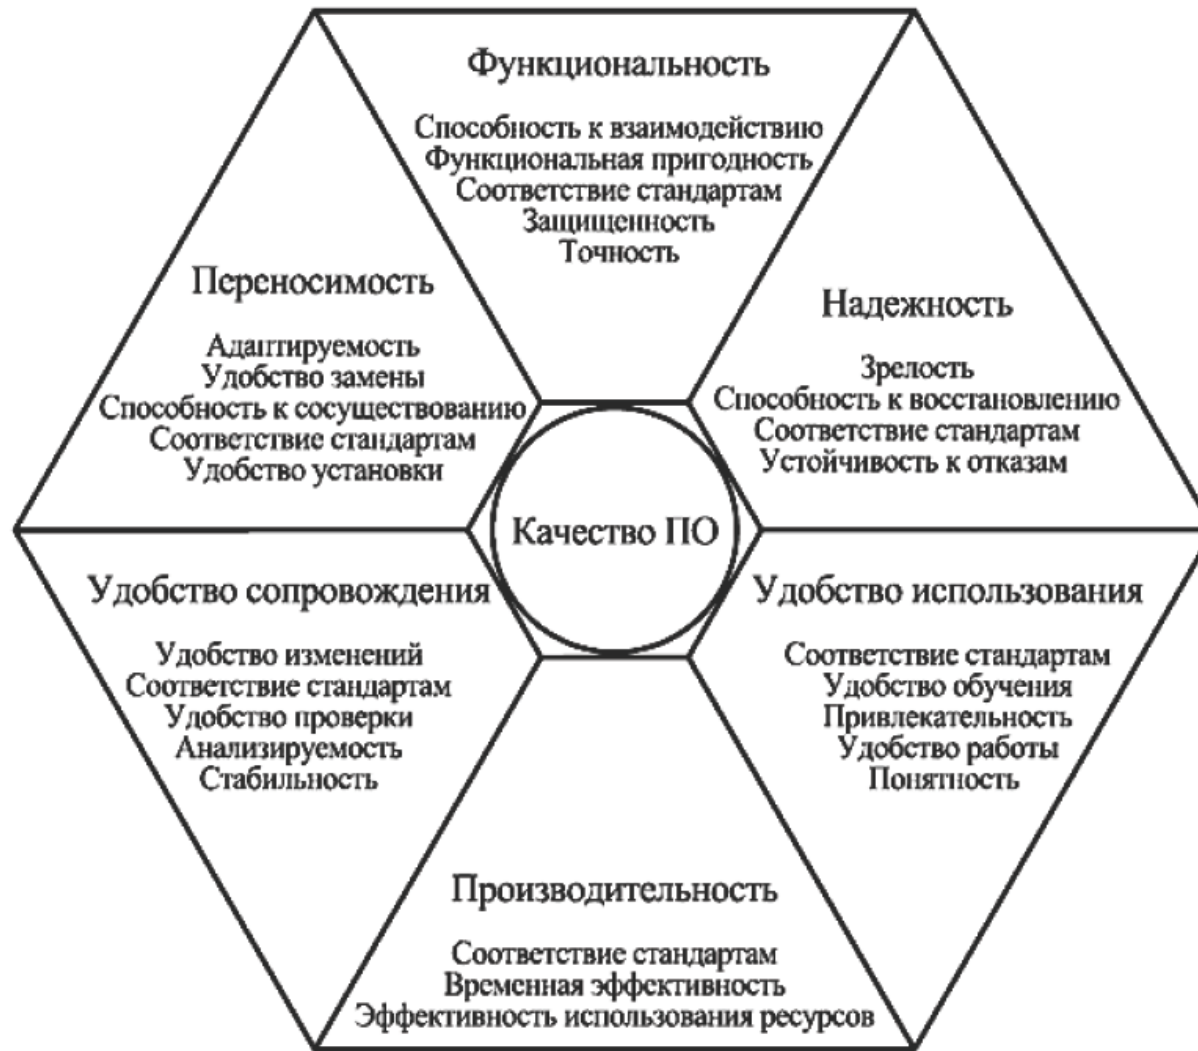 Функциональность
Способность к взаимодействию
Функциональная пригодность
Соответствие стандартам
Защищенность
Точность
Переносимость
Адаптируемость
Удобство замены
Способность к сосуществованию
Соответствие стандартам
Удобство установки
Надежность
Зрелость
Способность к восстановлению
Соответствие стандартам
Устойчивость к отказам
Качество ПО
Удобство сопровождения
Удобство изменений
Соответствие стандартам
Удобство проверки
Анализируемость
Стабильность
Удобство использования
Соответствие стандартам
Удобство обучения
Привлекательность
Удобство работы
Понятность
Производительность
Соответствие стандартам
Временная эффективность
Эффективность использования ресурсов